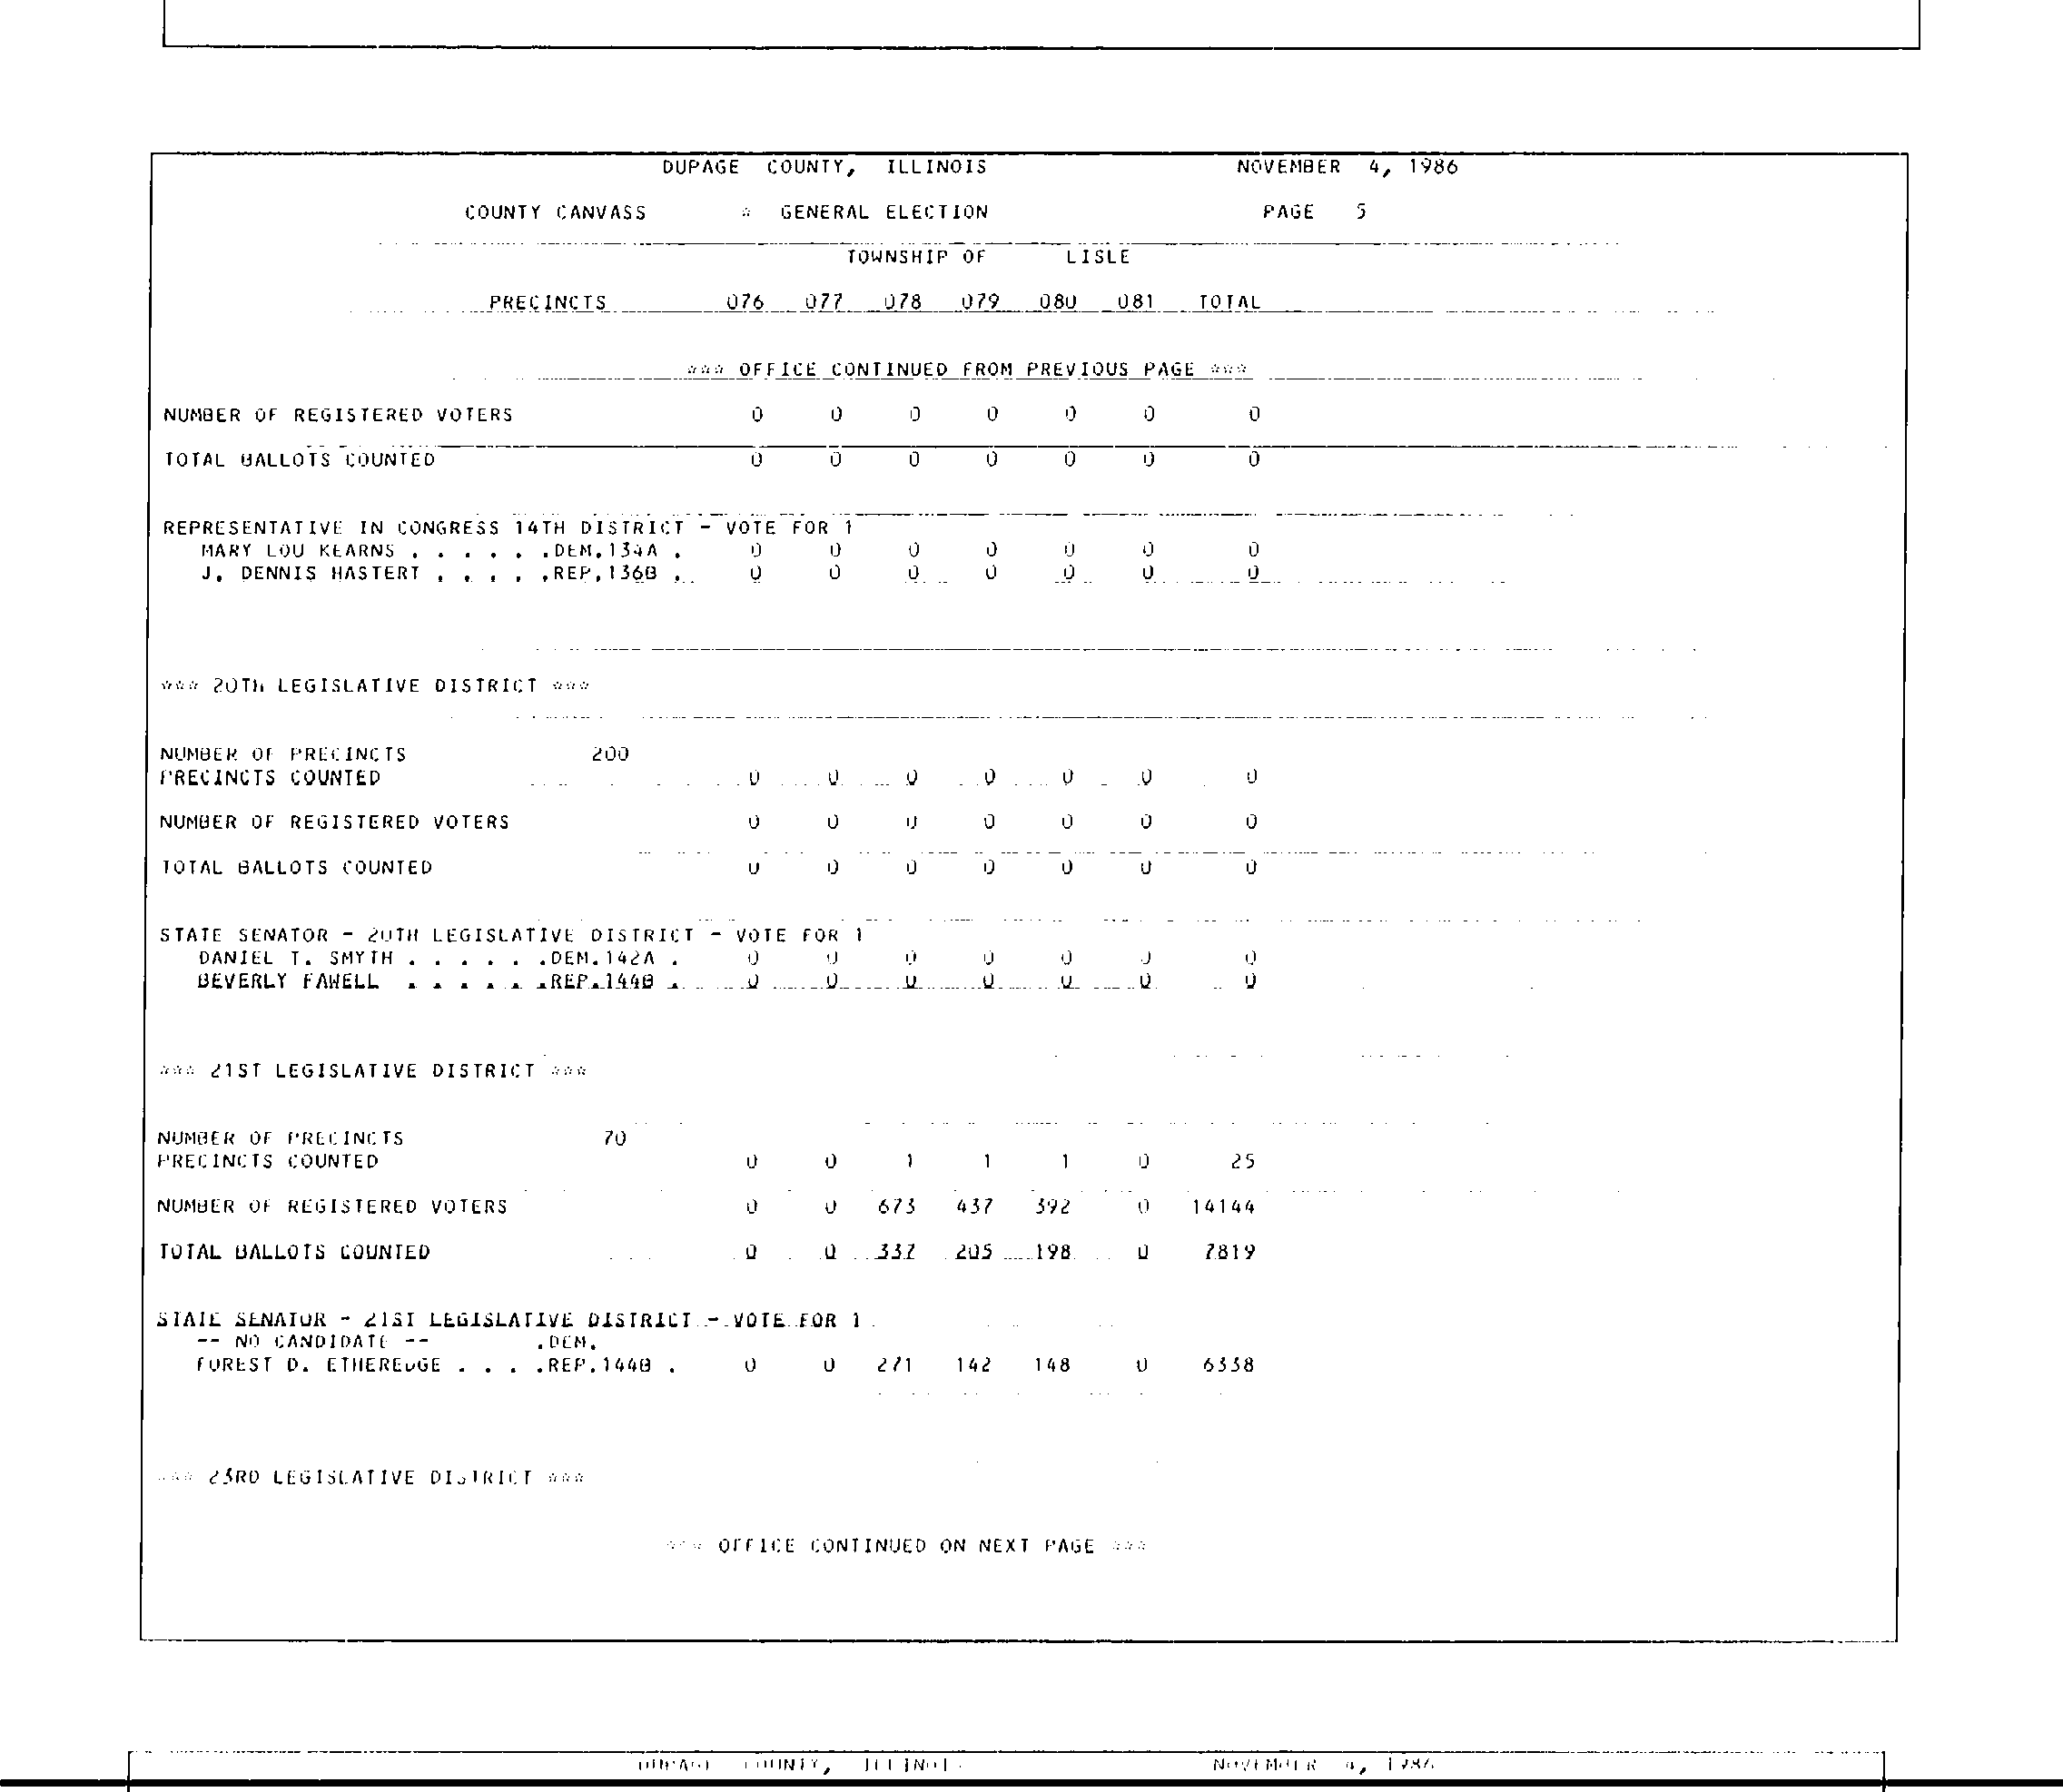 DUPAGE COUNTY, ILLINOIS NOVEMBER 4, 1986
COUNTY CANVASS * GENERAL ELECTION PAGE 5
TOWNSHIP OF LISLE
PRECINCTS 076 077 078 079 080 081 TOTAL
*** OFFICE CONTINUED FROM PREVIOUS PAGE ***
NUMBER OF REGISTERED VOTERS 0 0 0 0 0 0 0
TOTAL BALLOTS COUNTED 0 0 0 0 0 0 0
REPRESENTATIVE IN CONGRESS 14TH DISTRICT - VOTE FOR 1
MARY LOU KEARNS . . . . . .DEM.134A . 0 0 0 0 0 0 0
J. DENNIS HASTERT . . . . .REP.136B . 0 0 0 0 0 0 0
*** 20TH LEGISLATIVE DISTRICT ***
NUMBER OF PRECINCTS 200
PRECINCTS COUNTED 0 0 0 0 0 0 0
NUMBER OF REGISTERED VOTERS 0 0 0 0 0 0 0
TOTAL BALLOTS COUNTED 0 0 0 0 0 0 0
STATE SENATOR - 20TH LEGISLATIVE DISTRICT - VOTE FOR 1
DANIEL T. SMYTH . . . . . .DEM.142A . 0 0 0 0 0 0 0
BEVERLY FAWELL . . . . . .REP.144B . 0 0 0 0 0 0 0
*** 21ST LEGISLATIVE DISTRICT ***
NUMBER OF PRECINCTS 70
PRECINCTS COUNTED 0 0 1 1 1 0 25
NUMBER OF REGISTERED VOTERS 0 0 673 437 392 0 14144
TOTAL BALLOTS COUNTED 0 0 337 205 198 0 7819
STATE SENATOR - 21ST LEGISLATIVE DISTRICT - VOTE FOR 1
-- NO CANDIDATE -- .DEM.
FOREST D. ETHEREDGE . . . .REP.144B . 0 0 271 142 148 0 6338
*** 23RD LEGISLATIVE DISTRICT ***
*** OFFICE CONTINUED ON NEXT PAGE ***
DUPAGE COUNTY, ILLINOIS NOVEMBER 4, 1986